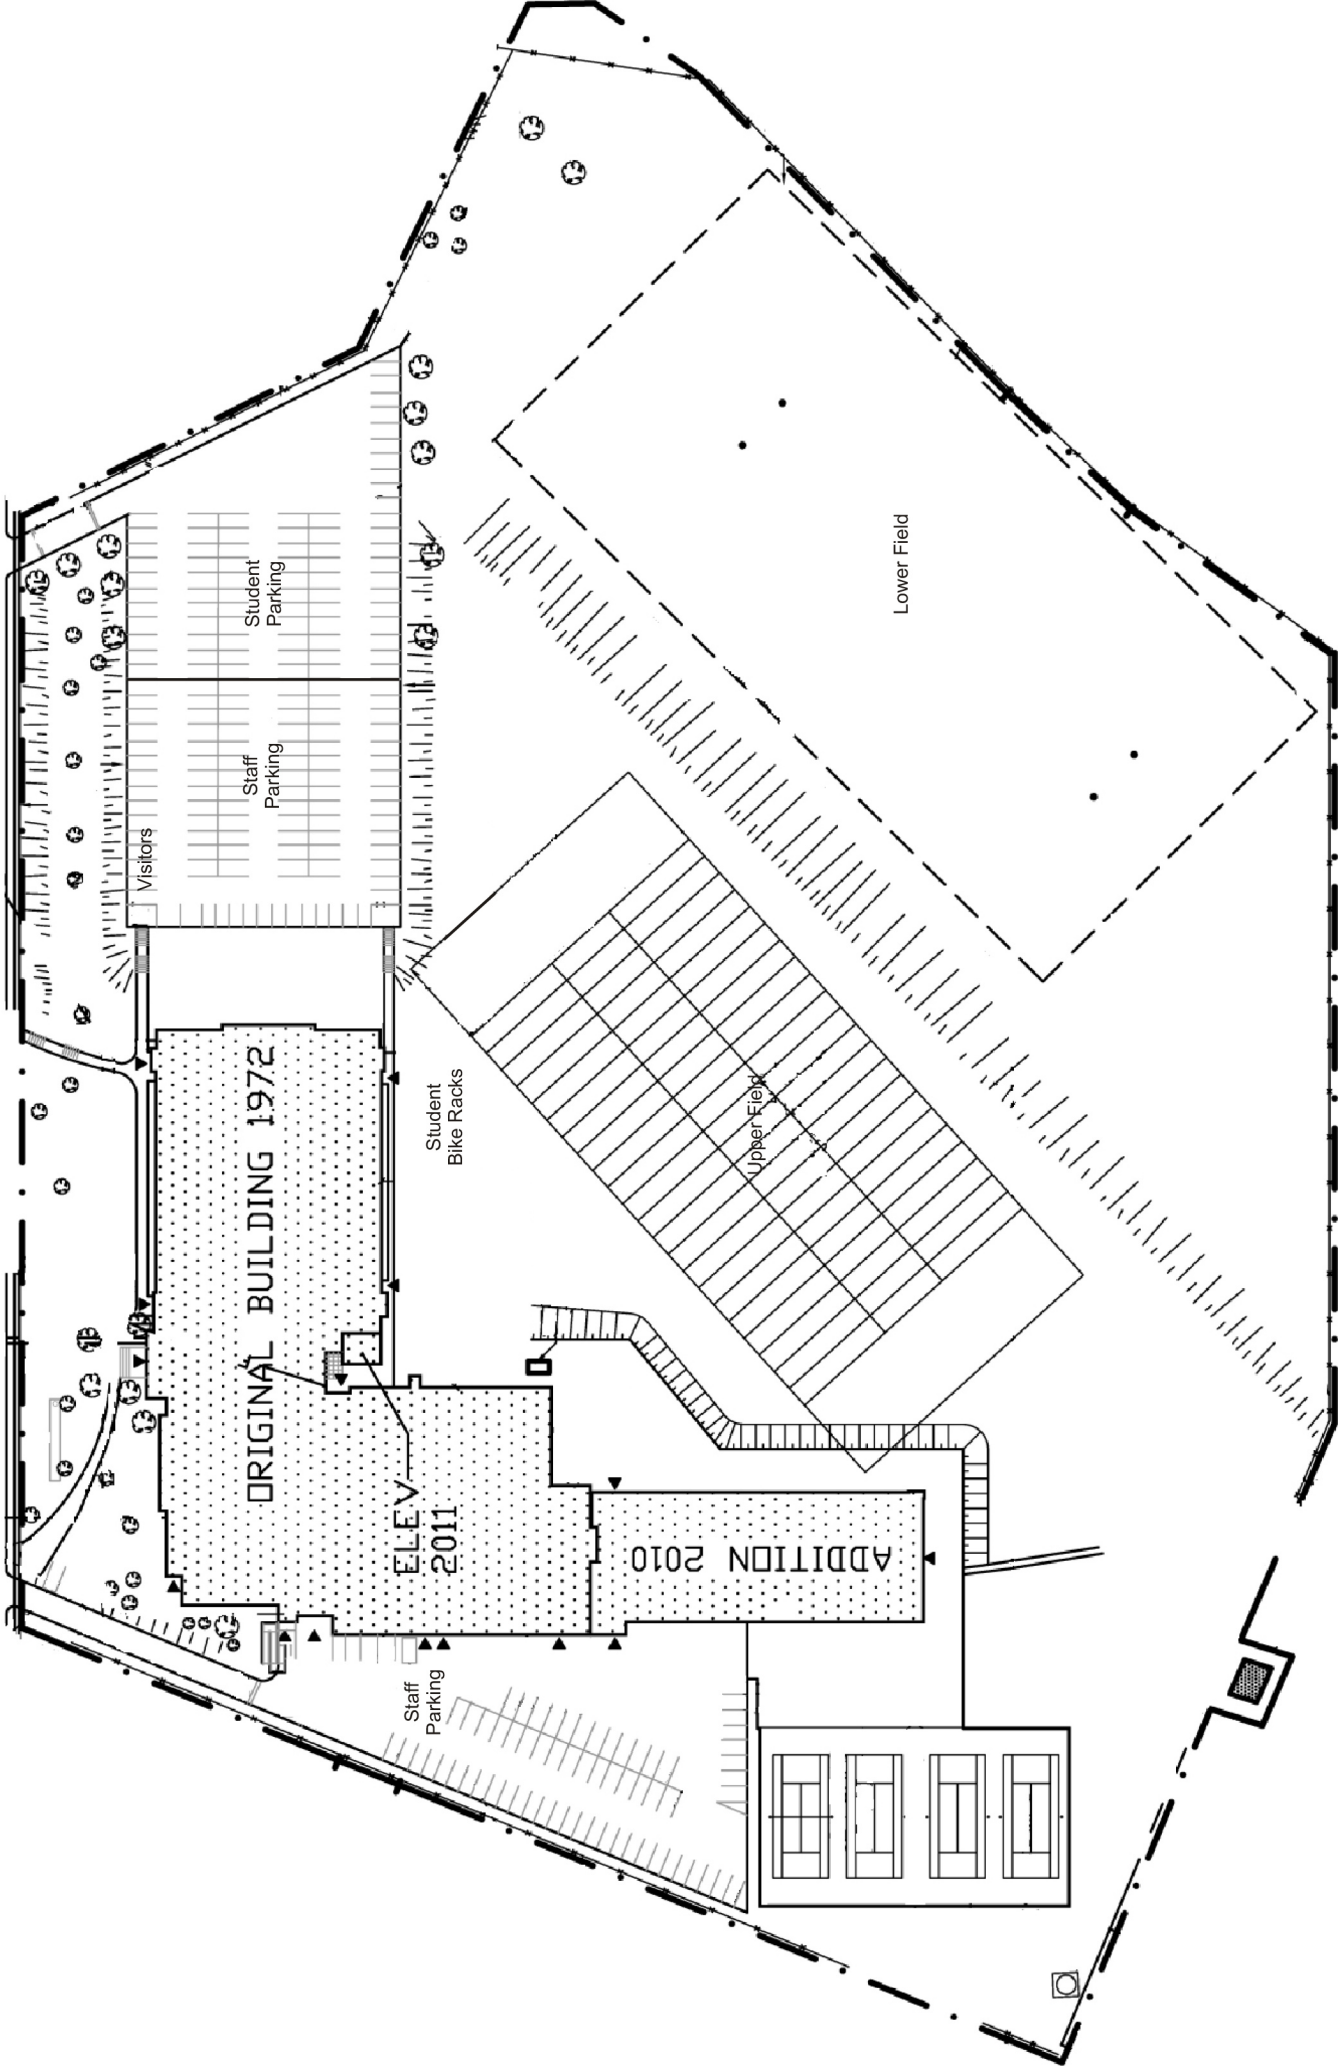 Student
Parking
Staff
Parking
Visitors
Lower Field
ORIGINAL BUILDING 1972
Student
Bike Racks
Upper Field
ELEV
2011
ADDITION 2010
Staff
Parking